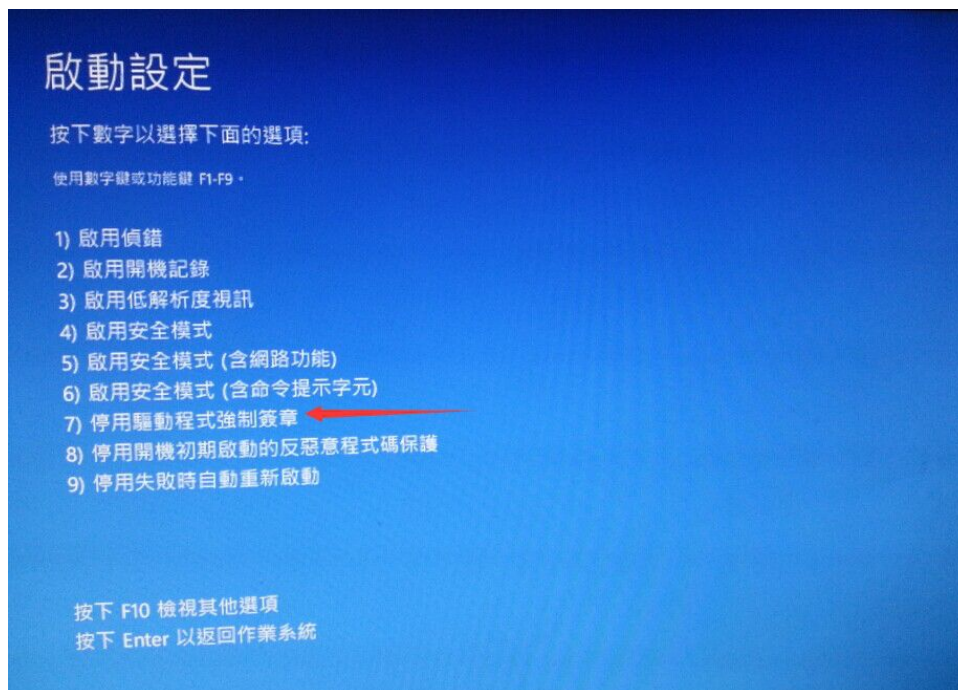 啟動設定
按下數字以選擇下面的選項:
使用數字鍵或功能鍵 F1-F9。
1) 啟用偵錯
2) 啟用開機記錄
3) 啟用低解析度視訊
4) 啟用安全模式
5) 啟用安全模式 (含網路功能)
6) 啟用安全模式 (含命令提示字元)
7) 停用驅動程式強制簽章
8) 停用開機初期啟動的反惡意程式碼保護
9) 停用失敗時自動重新啟動
按下 F10 檢視其他選項
按下 Enter 以返回作業系統